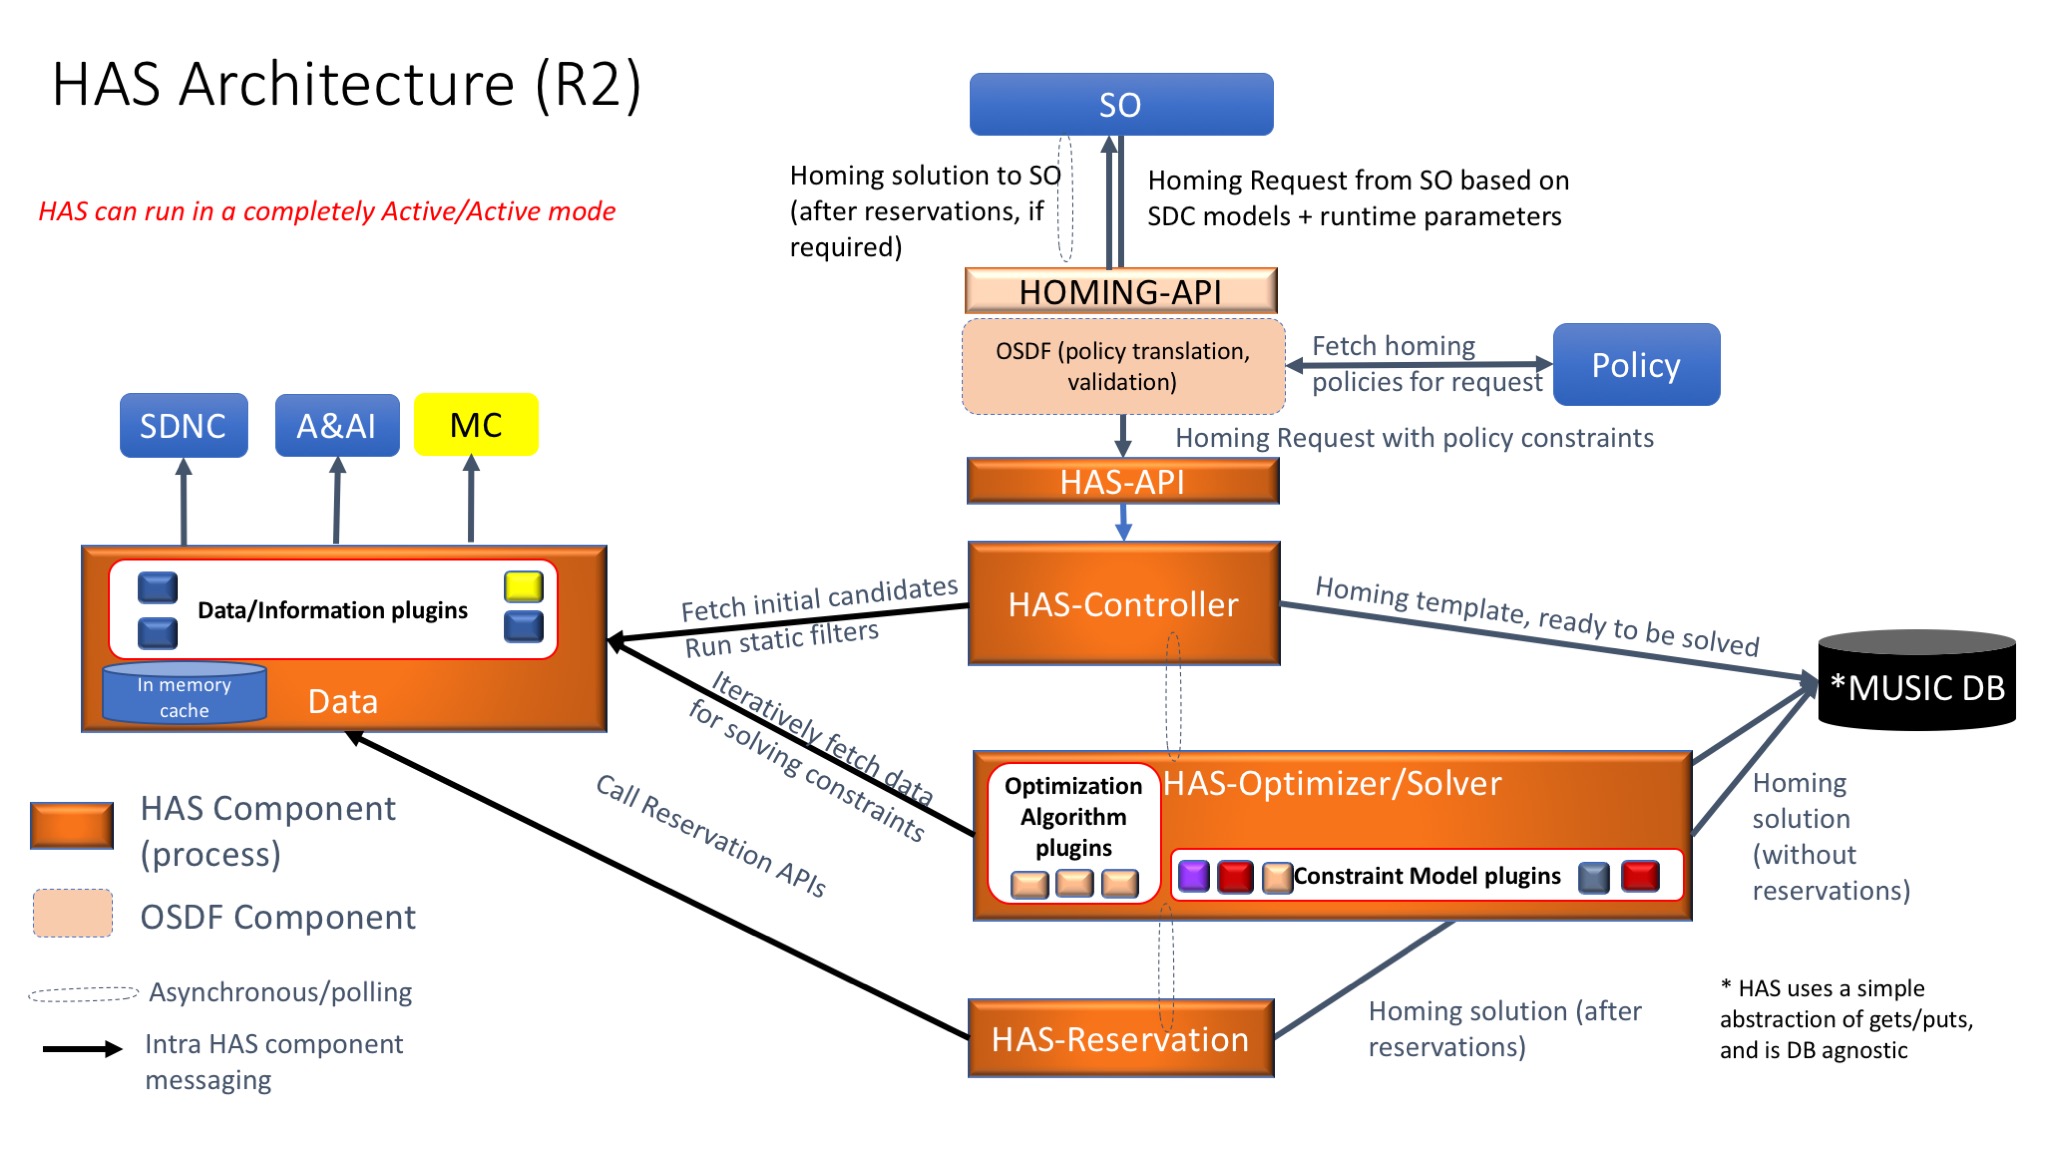 HAS Architecture (R2)
HAS can run in a completely Active/Active mode
SO
Homing solution to SO
(after reservations, if
required)
Homing Request from SO based on
SDC models + runtime parameters
HOMING-API
OSDF (policy translation,
validation)
Fetch homing
policies for request
Policy
Homing Request with policy constraints
HAS-API
SDNC
A&AI
MC
Data/Information plugins
In memory
cache
Data
Fetch initial candidates
Run static filters
HAS-Controller
Homing template, ready to be solved
*MUSIC DB
Iteratively fetch data
for solving constraints
Call Reservation APIs
Optimization
Algorithm
plugins
HAS-Optimizer/Solver
Constraint Model plugins
Homing
solution
(without
reservations)
HAS Component
(process)
OSDF Component
Asynchronous/polling
Intra HAS component
messaging
HAS-Reservation
Homing solution (after
reservations)
* HAS uses a simple
abstraction of gets/puts,
and is DB agnostic